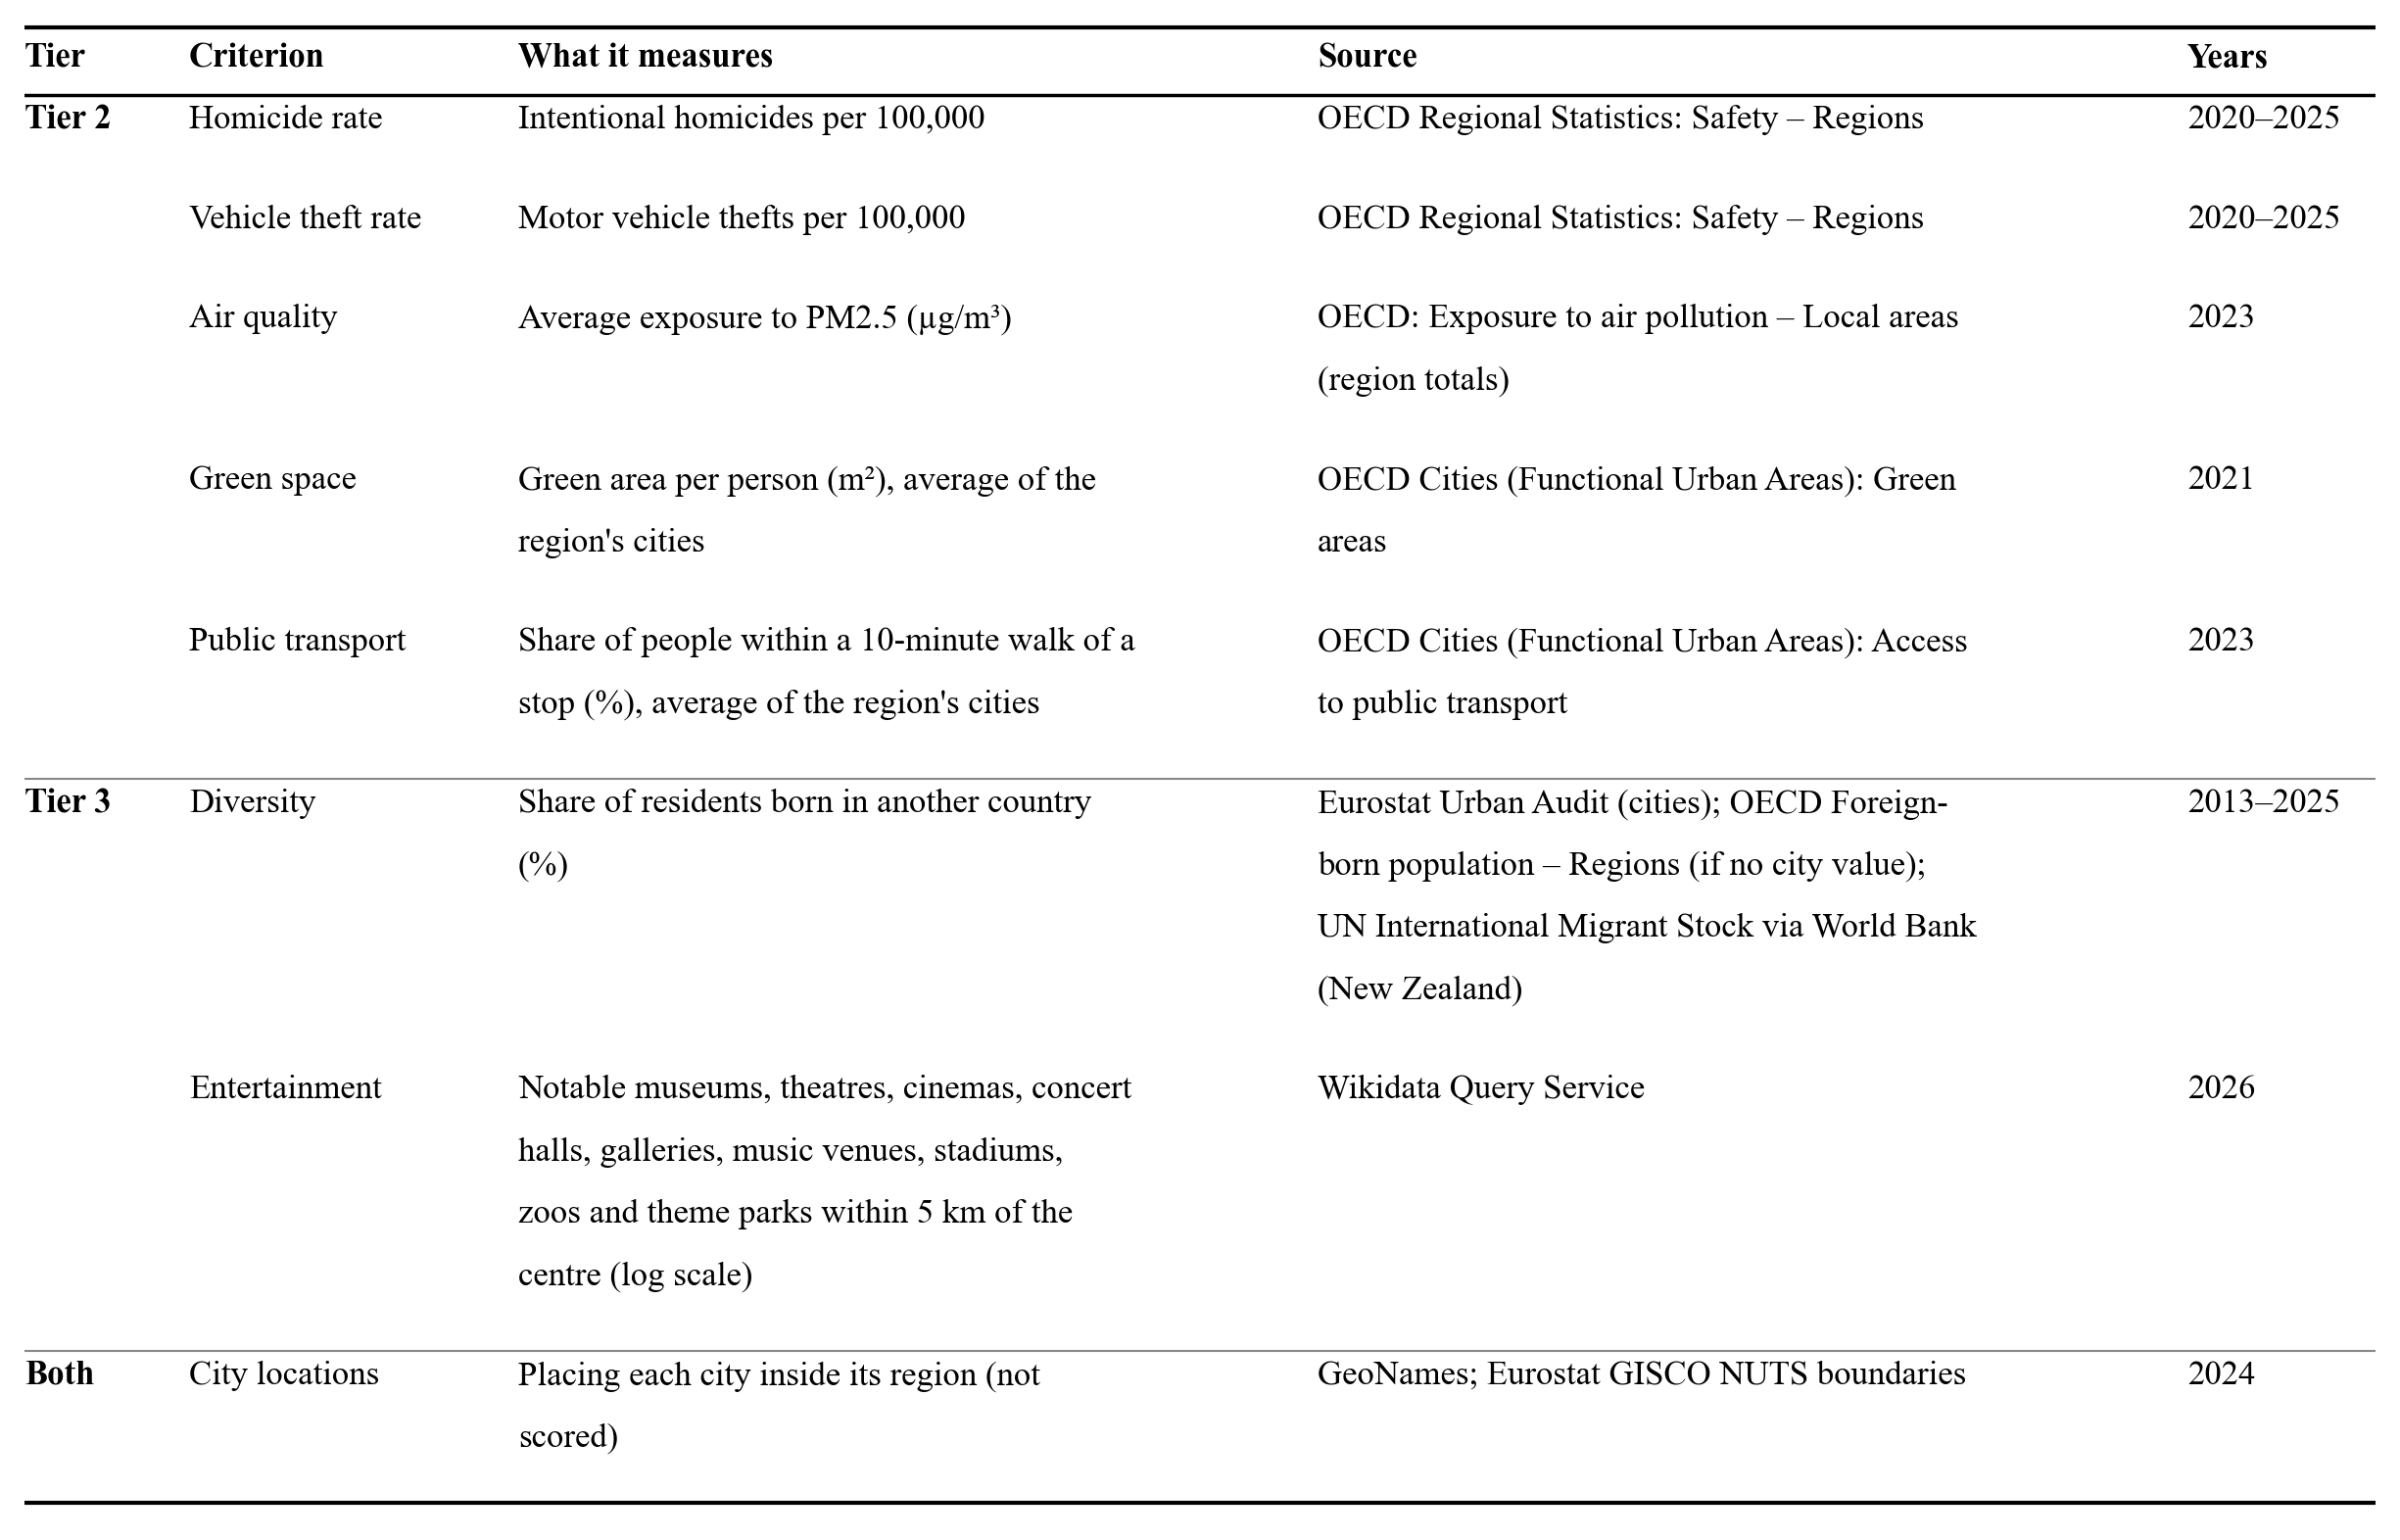 Tier Criterion What it measures Source Years
Tier 2 Homicide rate Intentional homicides per 100,000 OECD Regional Statistics: Safety – Regions 2020–2025
Vehicle theft rate Motor vehicle thefts per 100,000 OECD Regional Statistics: Safety – Regions 2020–2025
Air quality Average exposure to PM2.5 (µg/m³) OECD: Exposure to air pollution – Local areas 2023
(region totals)
Green space Green area per person (m²), average of the OECD Cities (Functional Urban Areas): Green 2021
region's cities areas
Public transport Share of people within a 10-minute walk of a OECD Cities (Functional Urban Areas): Access 2023
stop (%), average of the region's cities to public transport
Tier 3 Diversity Share of residents born in another country Eurostat Urban Audit (cities); OECD Foreign- 2013–2025
(%) born population – Regions (if no city value);
UN International Migrant Stock via World Bank
(New Zealand)
Entertainment Notable museums, theatres, cinemas, concert Wikidata Query Service 2026
halls, galleries, music venues, stadiums,
zoos and theme parks within 5 km of the
centre (log scale)
Both City locations Placing each city inside its region (not GeoNames; Eurostat GISCO NUTS boundaries 2024
scored)